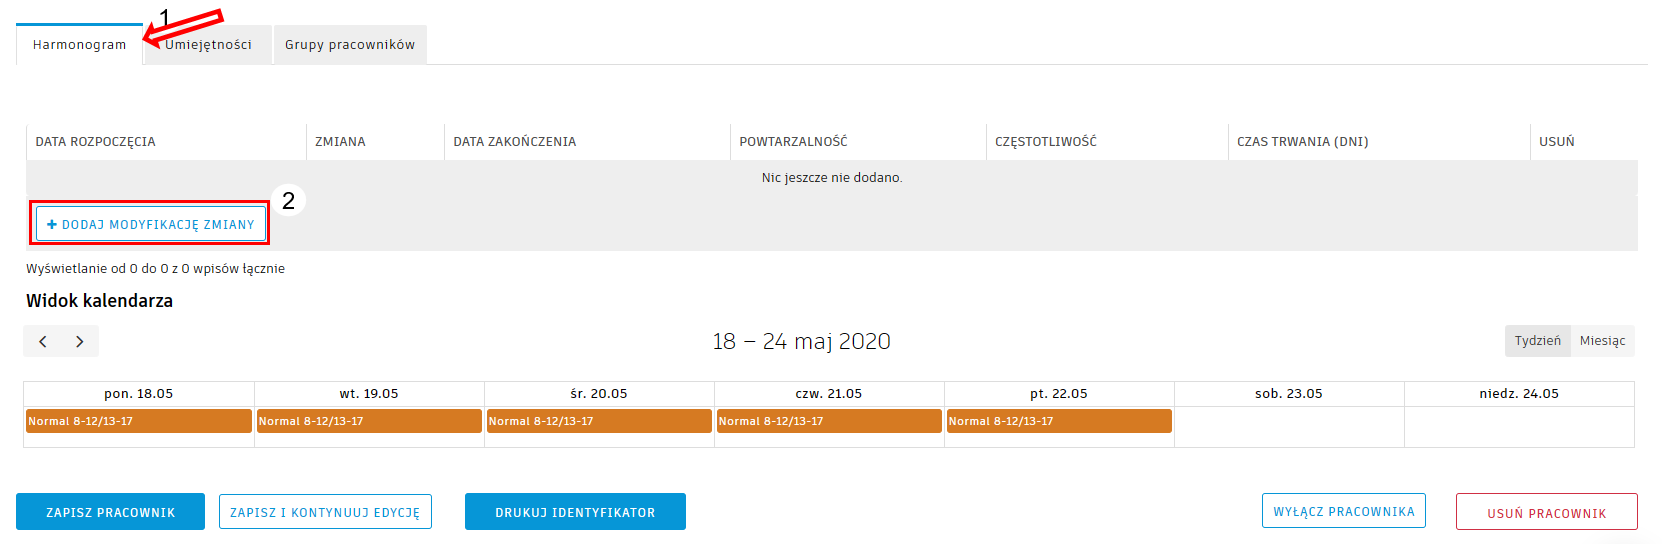 1
Harmonogram Umiejętności Grupy pracowników
DATA ROZPOCZĘCIA ZMIANA DATA ZAKOŃCZENIA POWTARZALNOŚĆ CZĘSTOTLIWOŚĆ CZAS TRWANIA (DNI) USUŃ
Nic jeszcze nie dodano.
2
+ DODAJ MODYFIKACJĘ ZMIANY
Wyświetlanie od 0 do 0 z 0 wpisów łącznie
Widok kalendarza
< > 18 – 24 maj 2020 Tydzień Miesiąc
pon. 18.05 wt. 19.05 śr. 20.05 czw. 21.05 pt. 22.05 sob. 23.05 niedz. 24.05
Normal 8-12/13-17 Normal 8-12/13-17 Normal 8-12/13-17 Normal 8-12/13-17 Normal 8-12/13-17
ZAPISZ PRACOWNIK ZAPISZ I KONTYNUUJ EDYCJĘ DRUKUJ IDENTYFIKATOR WYŁĄCZ PRACOWNIKA USUŃ PRACOWNIK